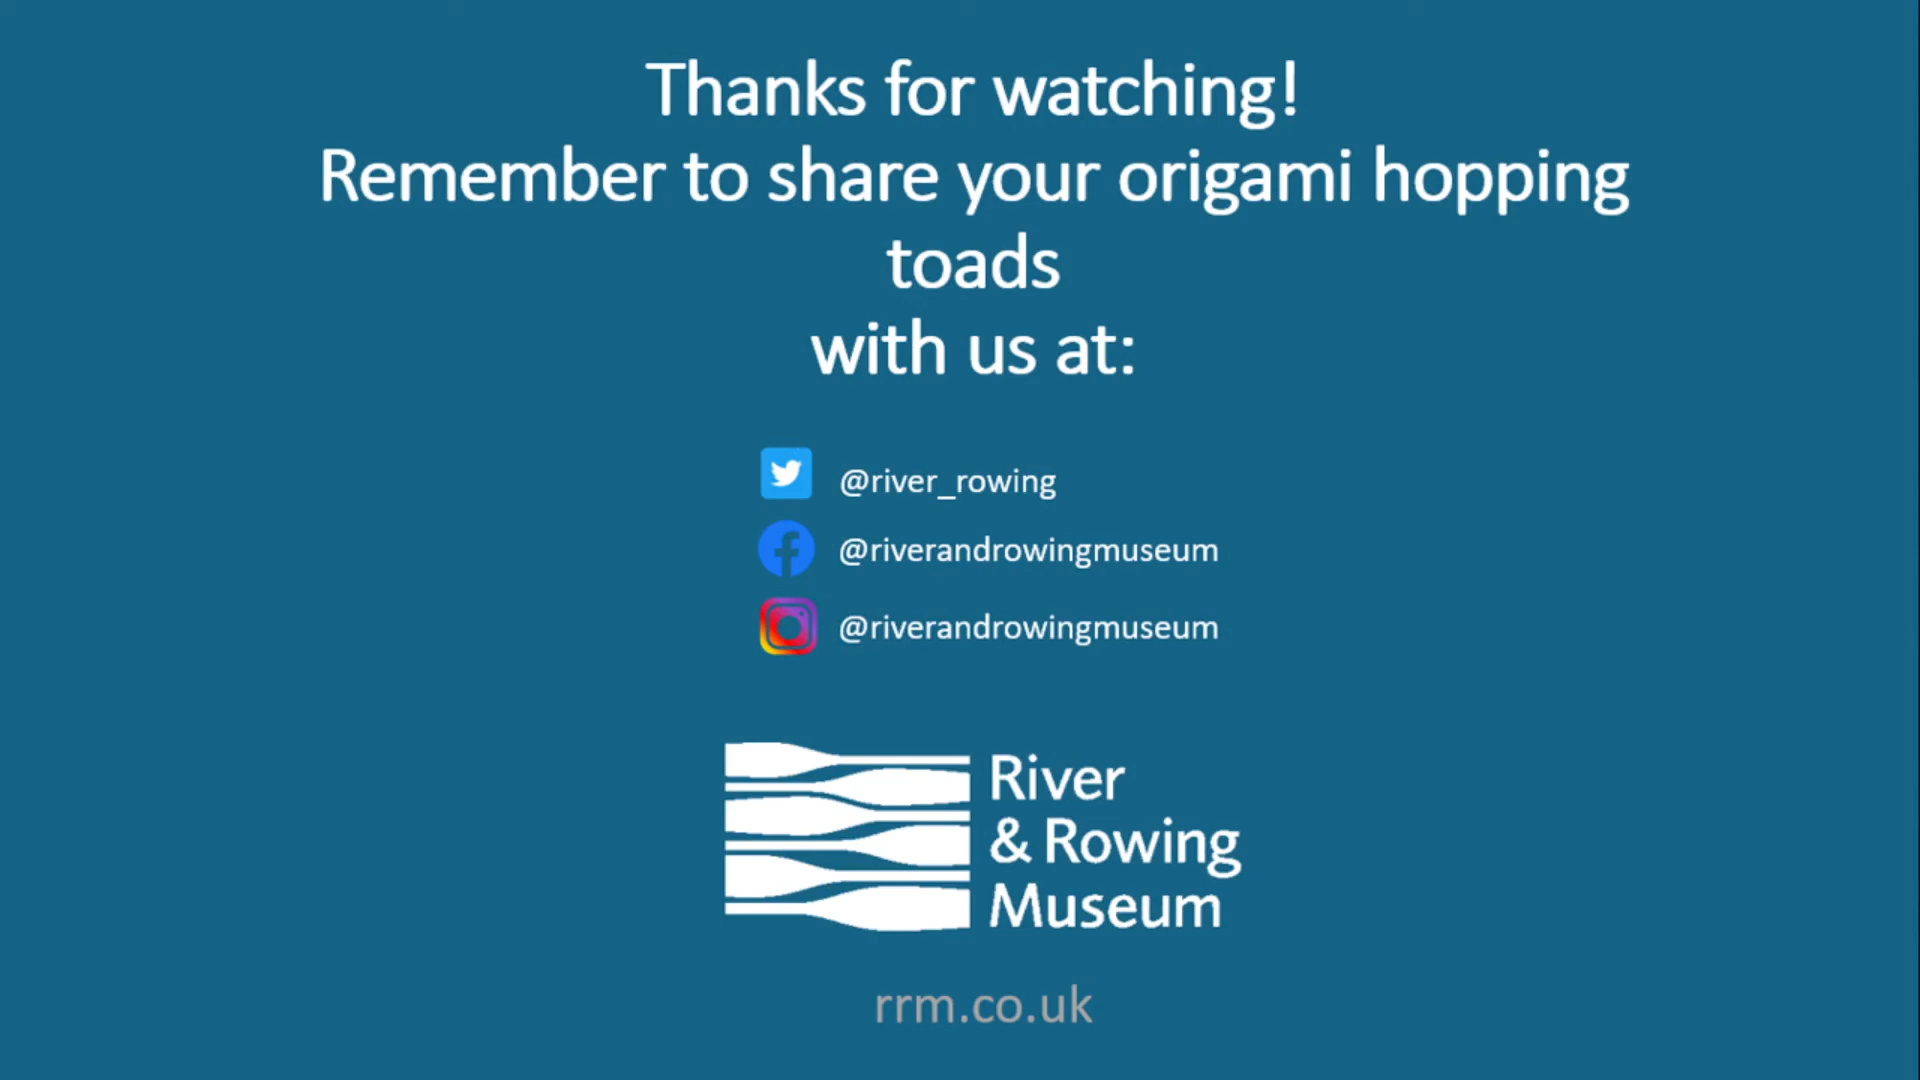 Thanks for watching!
Remember to share your origami hopping
toads
with us at:
@river_rowing
@riverandrowingmuseum
@riverandrowingmuseum
River
& Rowing
Museum
rrm.co.uk